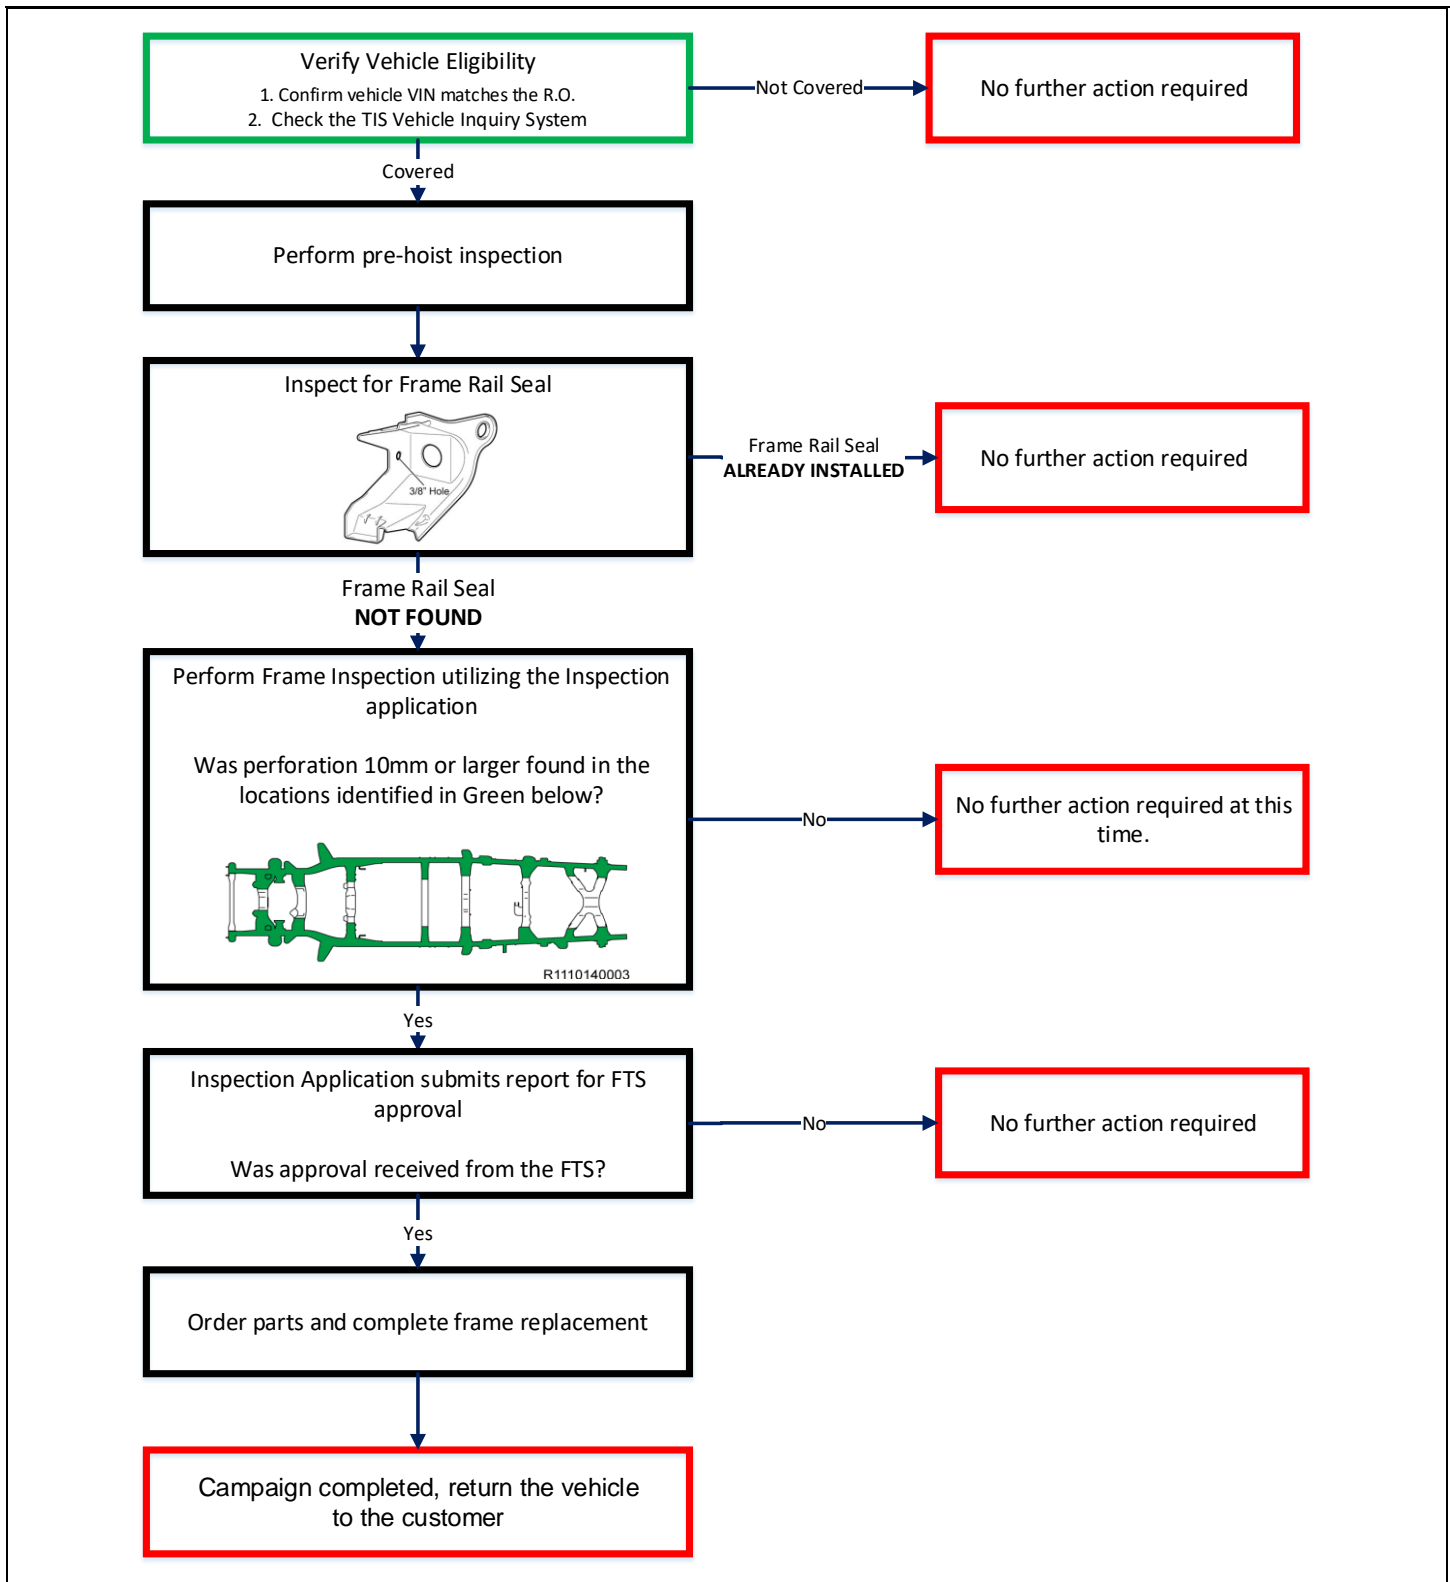 Verify Vehicle Eligibility
1. Confirm vehicle VIN matches the R.O.
2. Check the TIS Vehicle Inquiry System
Not Covered
No further action required
Covered
Perform pre-hoist inspection
Inspect for Frame Rail Seal
3/8" Hole
Frame Rail Seal
ALREADY INSTALLED
No further action required
Frame Rail Seal
NOT FOUND
Perform Frame Inspection utilizing the Inspection
application
Was perforation 10mm or larger found in the
locations identified in Green below?
R1110140003
No
No further action required at this
time.
Yes
Inspection Application submits report for FTS
approval
Was approval received from the FTS?
No
No further action required
Yes
Order parts and complete frame replacement
Campaign completed, return the vehicle
to the customer